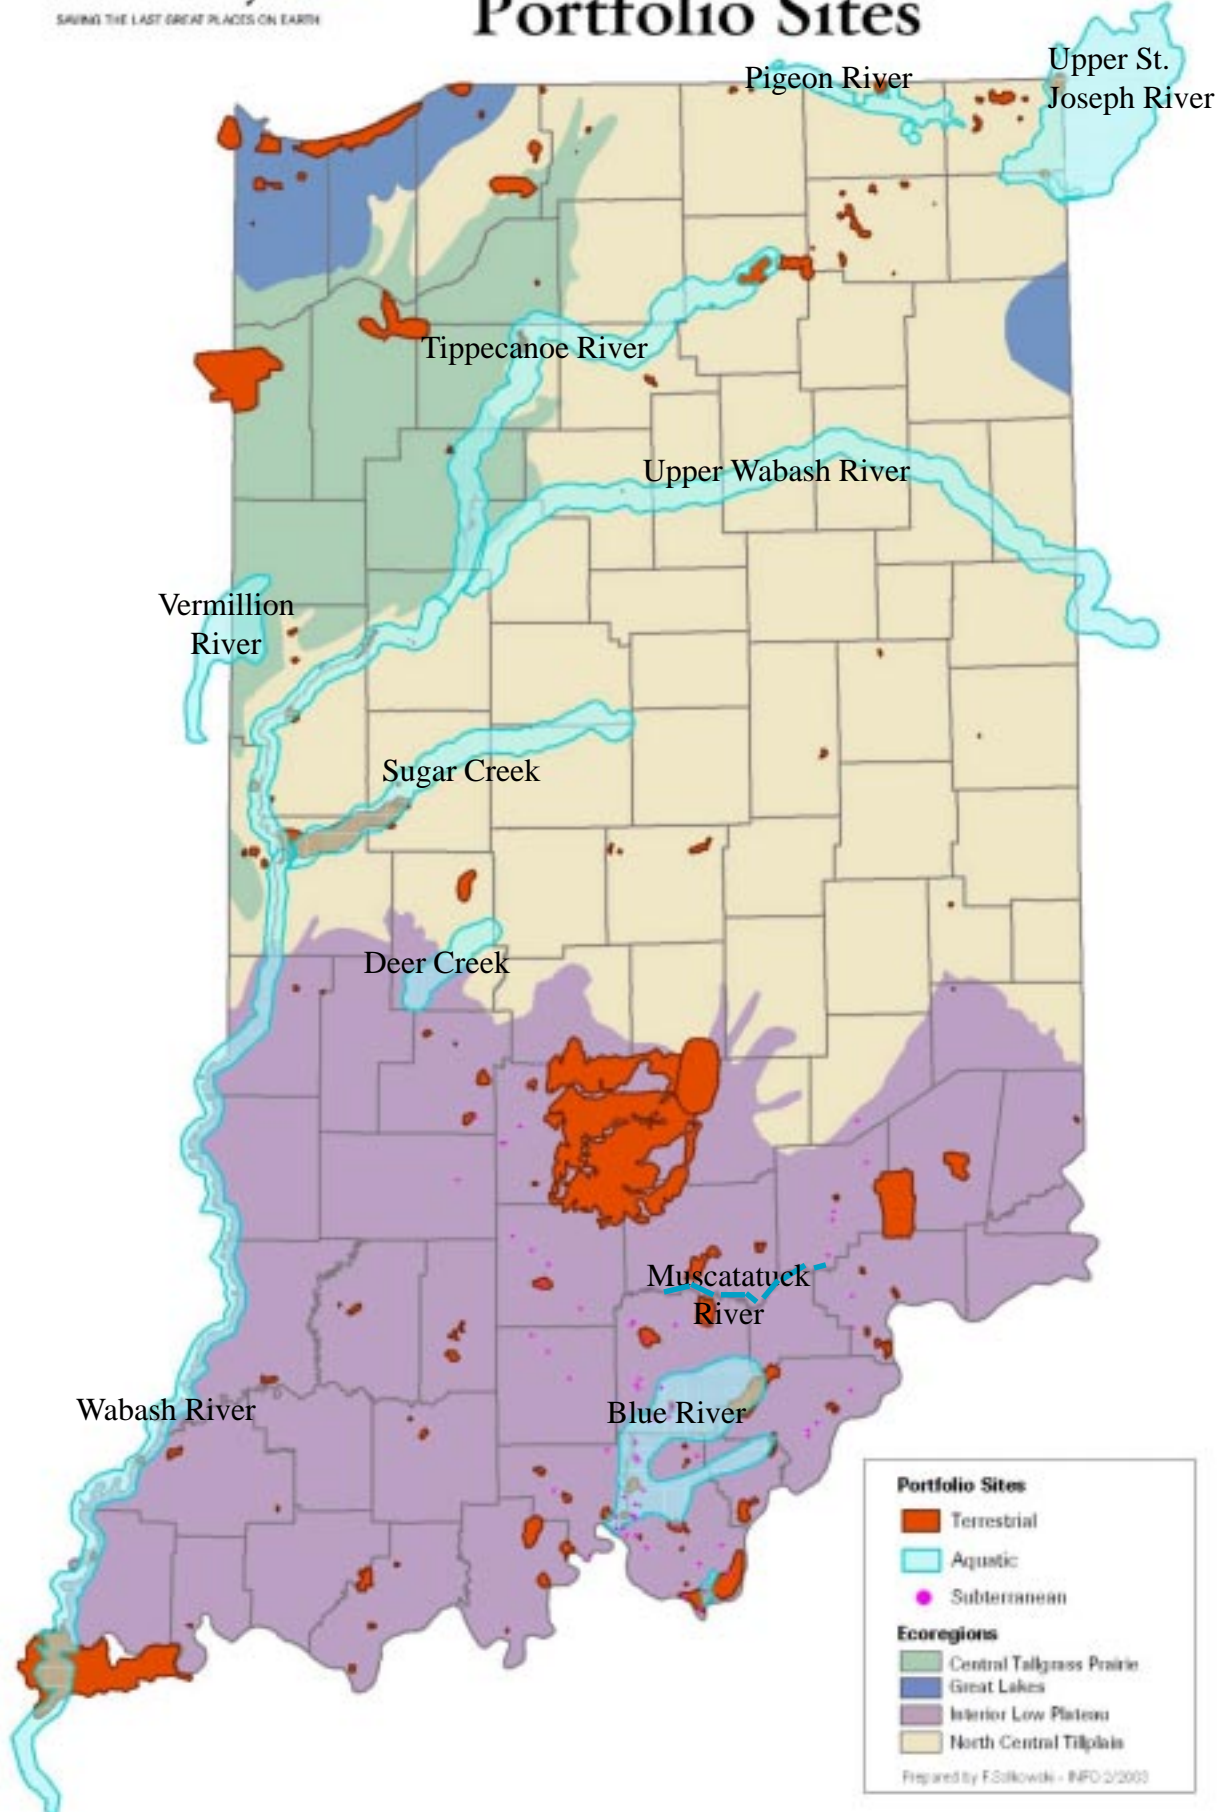 SAVING THE LAST GREAT PLACES ON EARTH
Portfolio Sites
Pigeon River
Upper St.
Joseph River
Tippecanoe River
Upper Wabash River
Vermillion
River
Sugar Creek
Deer Creek
Muscatatuck
River
Wabash River
Blue River
Portfolio Sites
Terrestrial
Aquatic
Subterranean
Ecoregions
Central Tallgrass Prairie
Great Lakes
Interior Low Plateau
North Central Tillplain
Prepared by - INFO 2/2003